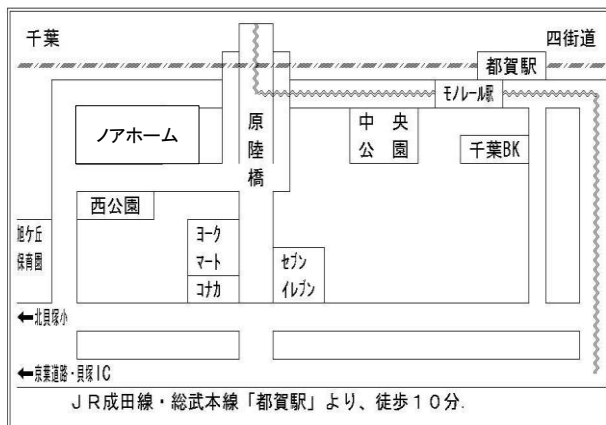 千葉
四街道
都賀駅
モノレール駅
ノアホーム
原陸橋
中央
公園
千葉BK
西公園
旭ケ丘
保育園
ヨーク
マート
コナカ
セブン
イレブン
←北貝塚小
←京葉道路・貝塚IC
JR成田線・総武本線「都賀駅」より、徒歩10分.